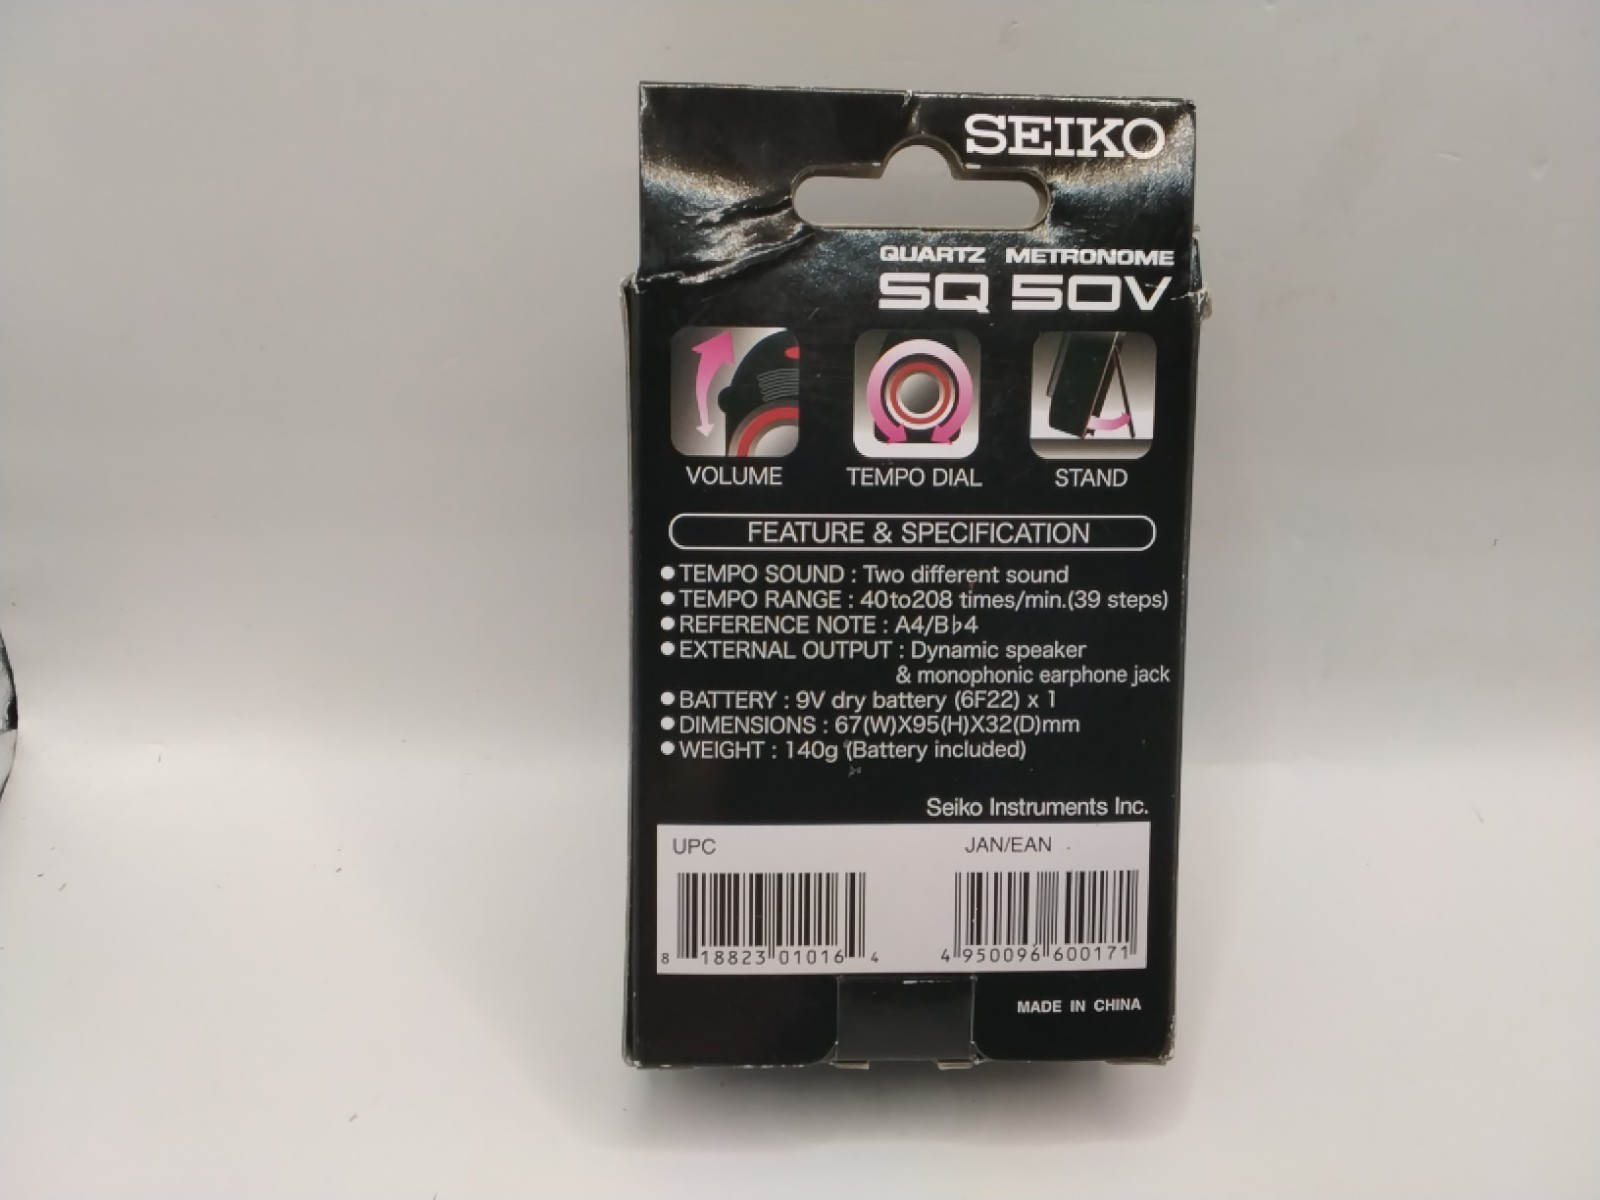 SEIKO
QUARTZ METRONOME
SQ 50V
VOLUME
TEMPO DIAL
STAND
FEATURE & SPECIFICATION
●TEMPO SOUND : Two different sound
●TEMPO RANGE : 40to208 times/min.(39 steps)
●REFERENCE NOTE : A4/B♭4
●EXTERNAL OUTPUT : Dynamic speaker
& monophonic earphone jack
●BATTERY : 9V dry battery (6F22) x 1
●DIMENSIONS : 67(W)X95(H)X32(D)mm
●WEIGHT : 140g (Battery included)
Seiko Instruments Inc.
UPC
JAN/EAN
8 18823 01016 4
4 950096 600171
MADE IN CHINA